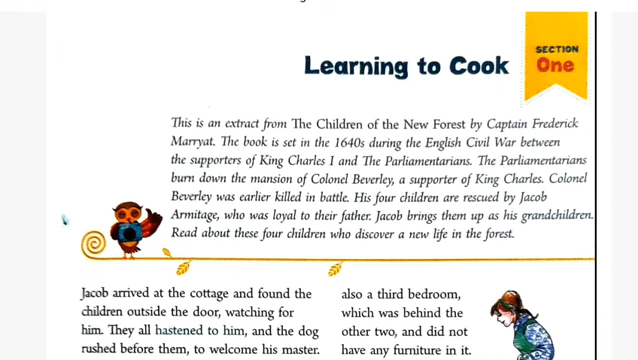 SECTION
Learning to Cook
One
This is an extract from The Children of the New Forest by Captain Frederick
Marryat. The book is set in the 1640s during the English Civil War between
the supporters of King Charles I and The Parliamentarians. The Parliamentarians
burn down the mansion of Colonel Beverley, a supporter of King Charles. Colonel
Beverley was earlier killed in battle. His four children are rescued by Jacob
Armitage, who was loyal to their father. Jacob brings them up as his grandchildren.
Read about these four children who discover a new life in the forest.
Jacob arrived at the cottage and found the
children outside the door, watching for
him. They all hastened to him, and the dog
rushed before them, to welcome his master.
also a third bedroom,
which was behind the
other two, and did not
have any furniture in it.